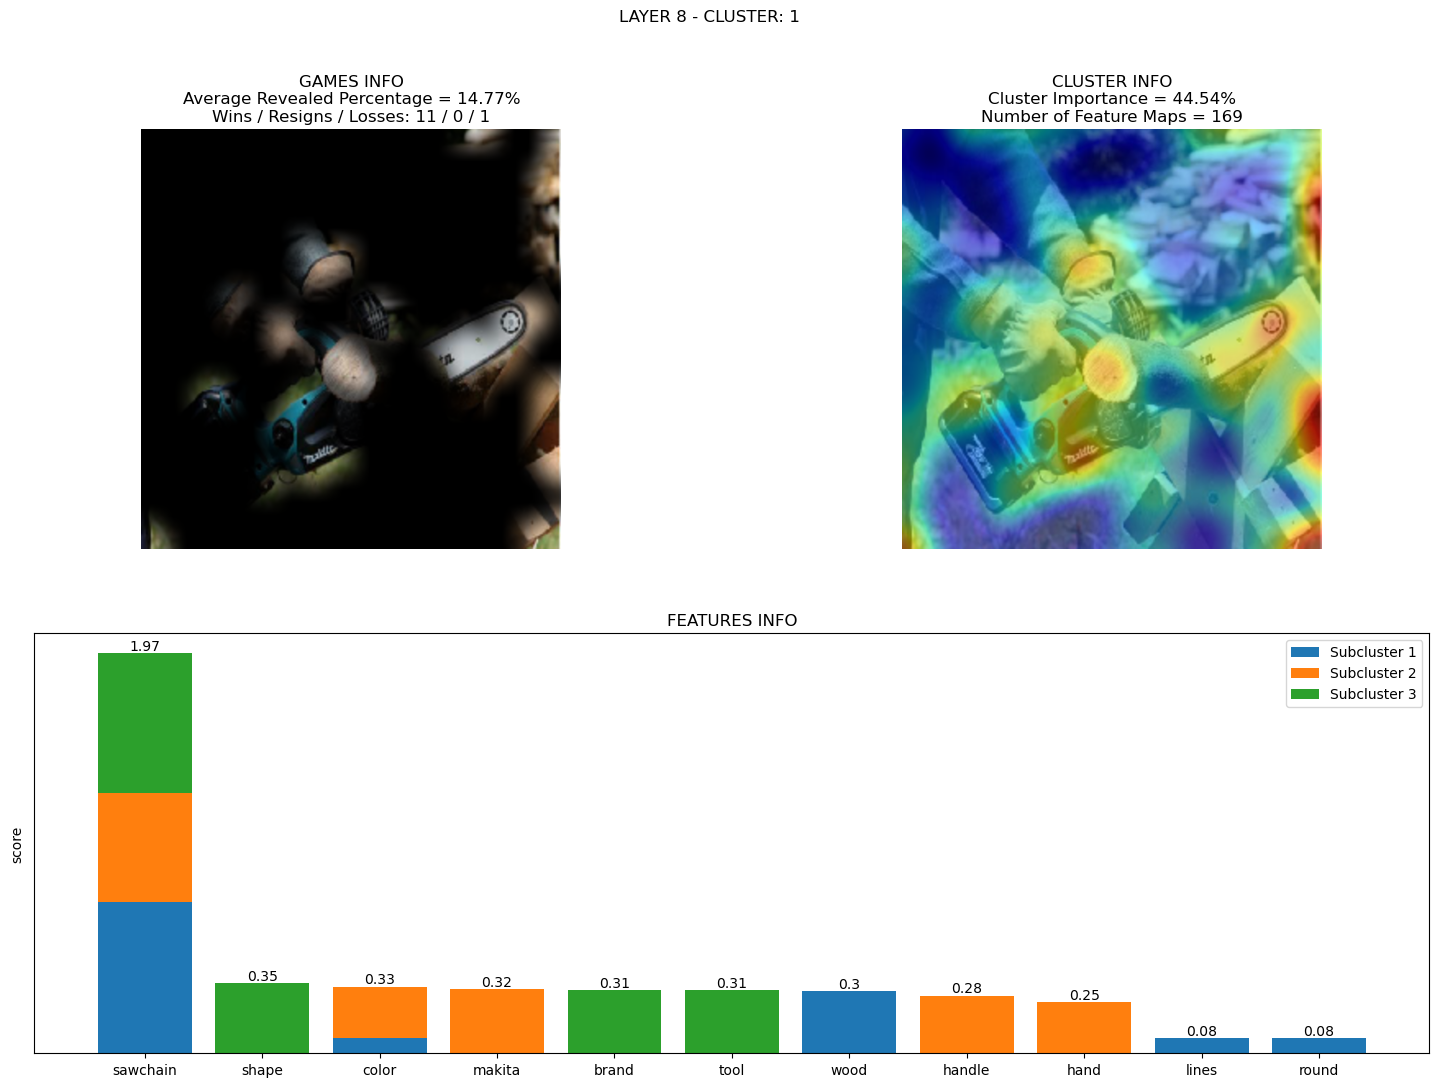 LAYER 8 - CLUSTER: 1
GAMES INFO
Average Revealed Percentage = 14.77%
Wins / Resigns / Losses: 11 / 0 / 1
CLUSTER INFO
Cluster Importance = 44.54%
Number of Feature Maps = 169
makita
FEATURES INFO
score
1.97
0.35
0.33
0.32
0.31
0.31
0.3
0.28
0.25
0.08
0.08
Subcluster 1
Subcluster 2
Subcluster 3
sawchain
shape
color
makita
brand
tool
wood
handle
hand
lines
round